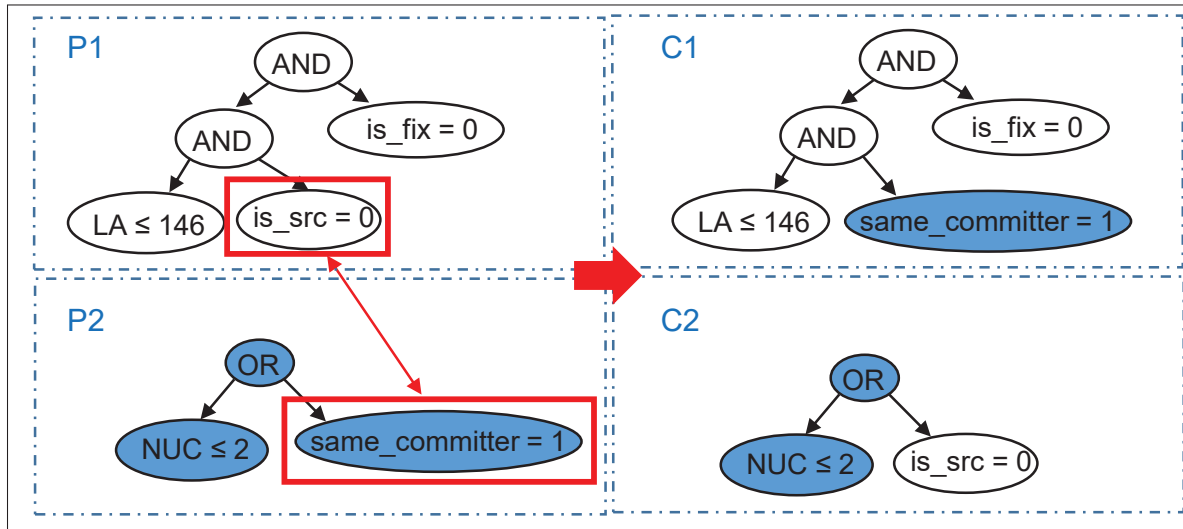 P1
AND
AND
is_fix = 0
LA ≤ 146
is_src = 0
C1
AND
AND
is_fix = 0
LA ≤ 146
same_committer = 1
P2
OR
NUC ≤ 2
same_committer = 1
C2
OR
NUC ≤ 2
is_src = 0